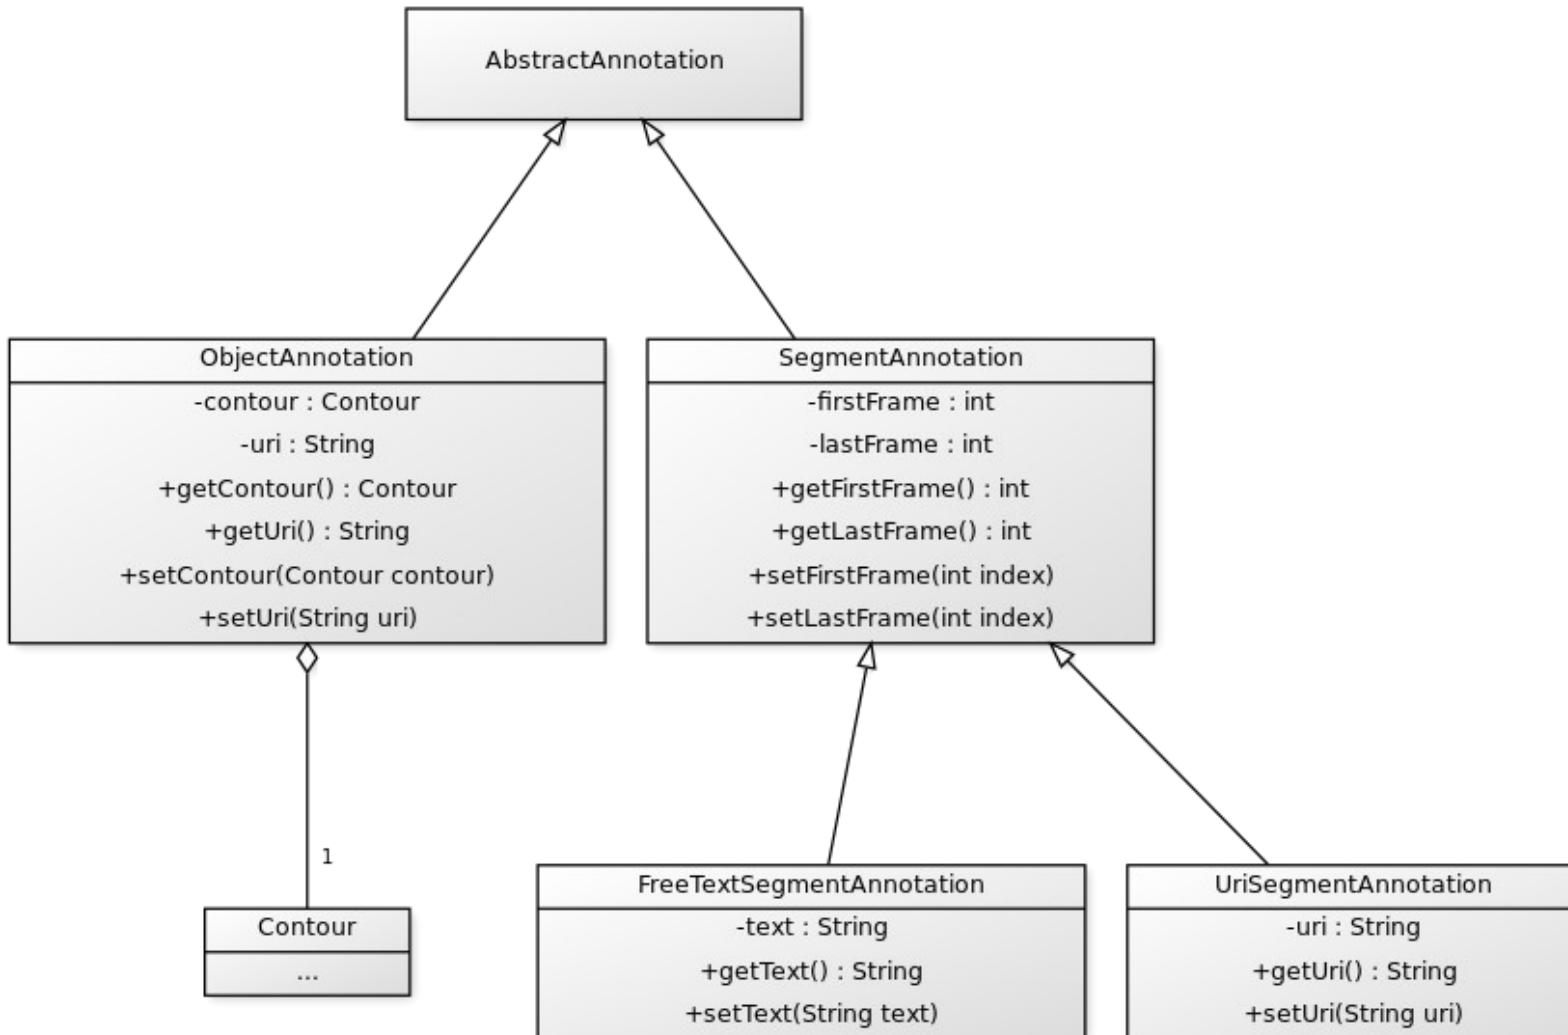 AbstractAnnotation
ObjectAnnotation
-contour : Contour
-uri : String
+getContour() : Contour
+getUri() : String
+setContour(Contour contour)
+setUri(String uri)
SegmentAnnotation
-firstFrame : int
-lastFrame : int
+getFirstFrame() : int
+getLastFrame() : int
+setFirstFrame(int index)
+setLastFrame(int index)
1
Contour
...
FreeTextSegmentAnnotation
-text : String
+getText() : String
+setText(String text)
UriSegmentAnnotation
-uri : String
+getUri() : String
+setUri(String uri)